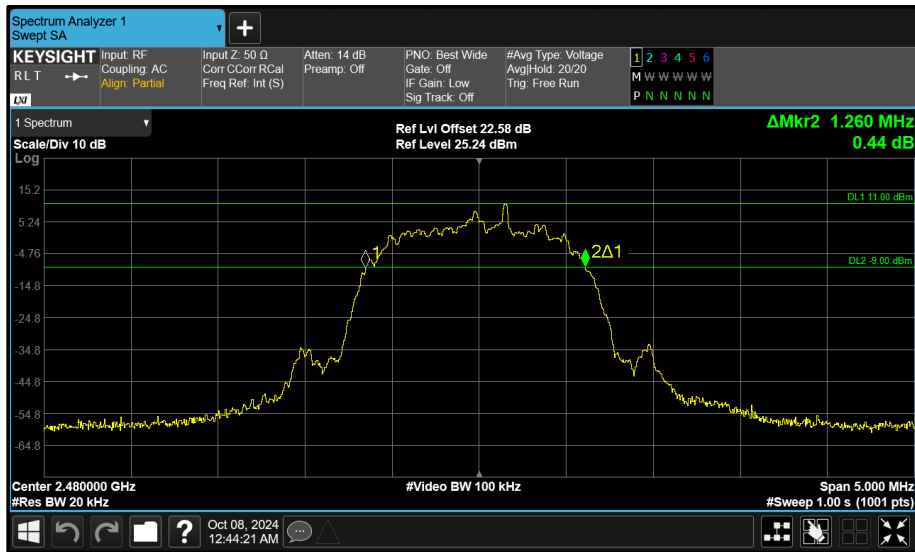 Spectrum Analyzer 1
Swept SA
+
KEYSIGHT
R L T
LXI
Input: RF
Coupling: AC
Align: Partial
Input Z: 50 Ω
Corr CCorr RCal
Freq Ref: Int (S)
Atten: 14 dB
Preamp: Off
PNO: Best Wide
Gate: Off
IF Gain: Low
Sig Track: Off
#Avg Type: Voltage
Avg|Hold: 20/20
Trig: Free Run
1 2 3 4 5 6
M W W W W W
P N N N N N
1 Spectrum
Scale/Div 10 dB
Ref Lvl Offset 22.58 dB
Ref Level 25.24 dBm
ΔMkr2 1.260 MHz
0.44 dB
Log
15.2
DL1 11.00 dBm
5.24
1
2Δ1
-4.76
DL2 -9.00 dBm
-14.8
-24.8
-34.8
-44.8
-54.8
-64.8
Center 2.480000 GHz
#Video BW 100 kHz
Span 5.000 MHz
#Res BW 20 kHz
#Sweep 1.00 s (1001 pts)
?
Oct 08, 2024
12:44:21 AM